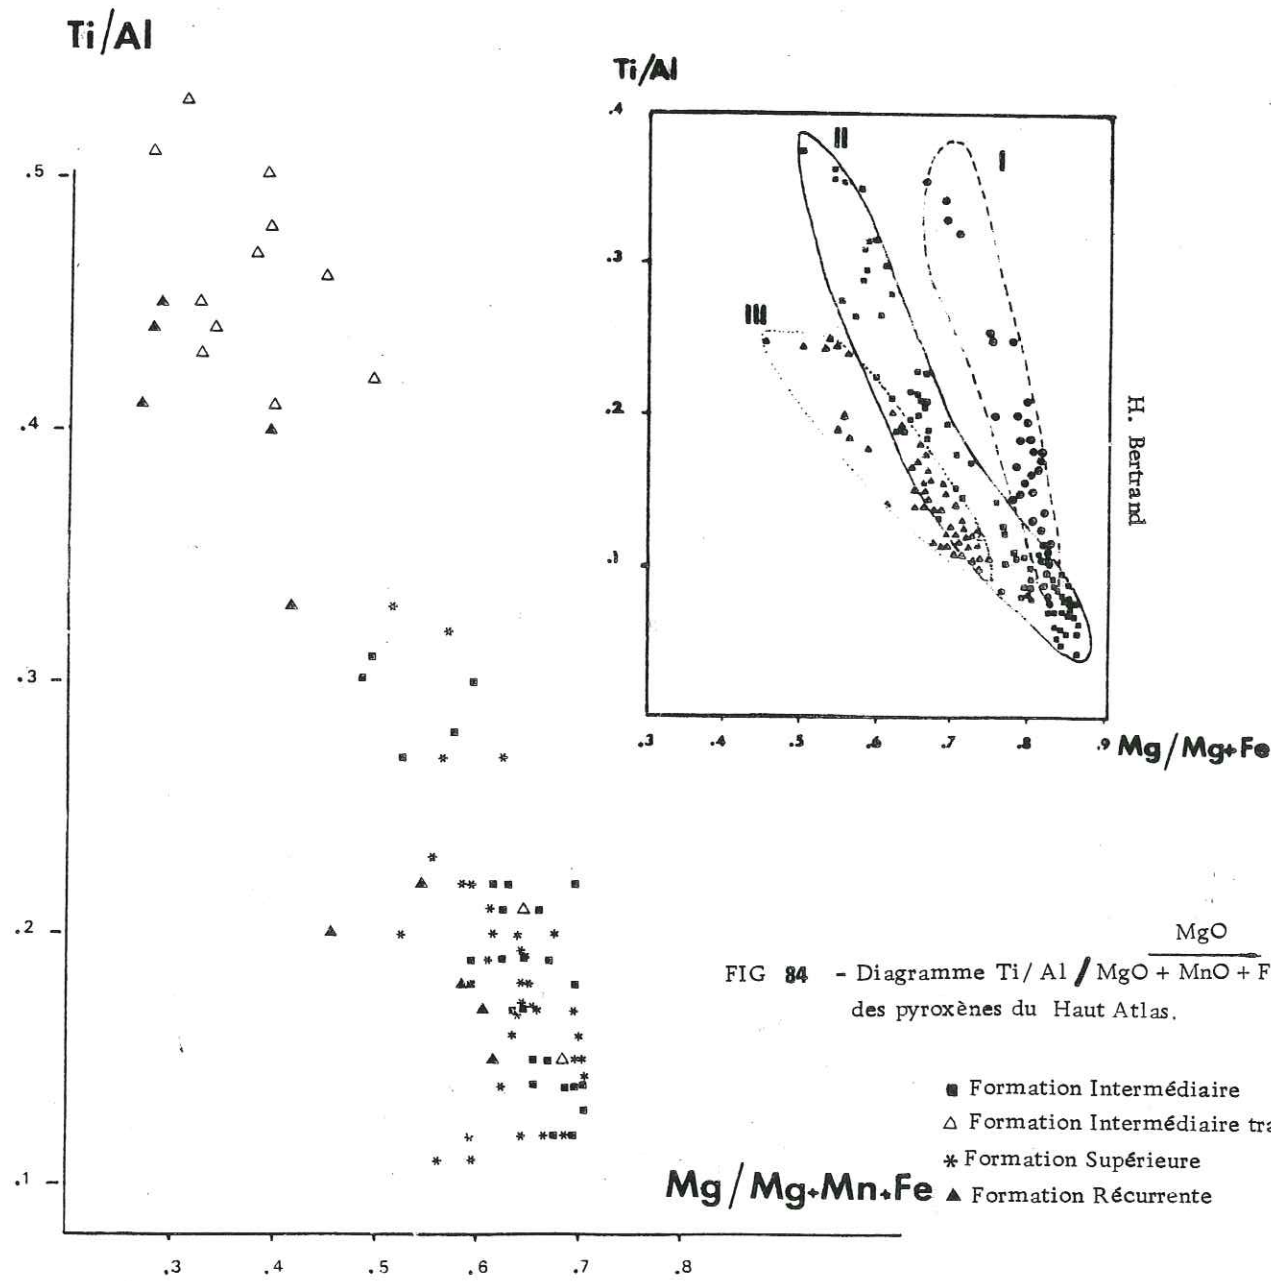 Ti/Al
.5
.4
.3
.2
.1
.3 .4 .5 .6 .7 .8
Mg/Mg+Mn+Fe
Ti/Al
.4
.3
.2
.1
.3 .4 .5 .6 .7 .8 .9
Mg/Mg+Fe
I
II
III
H. Bertrand
MgO
FIG 84 - Diagramme Ti/Al / MgO + MnO + F
des pyroxènes du Haut Atlas.
Formation Intermédiaire
Formation Intermédiaire tra
Formation Supérieure
Formation Récurrente